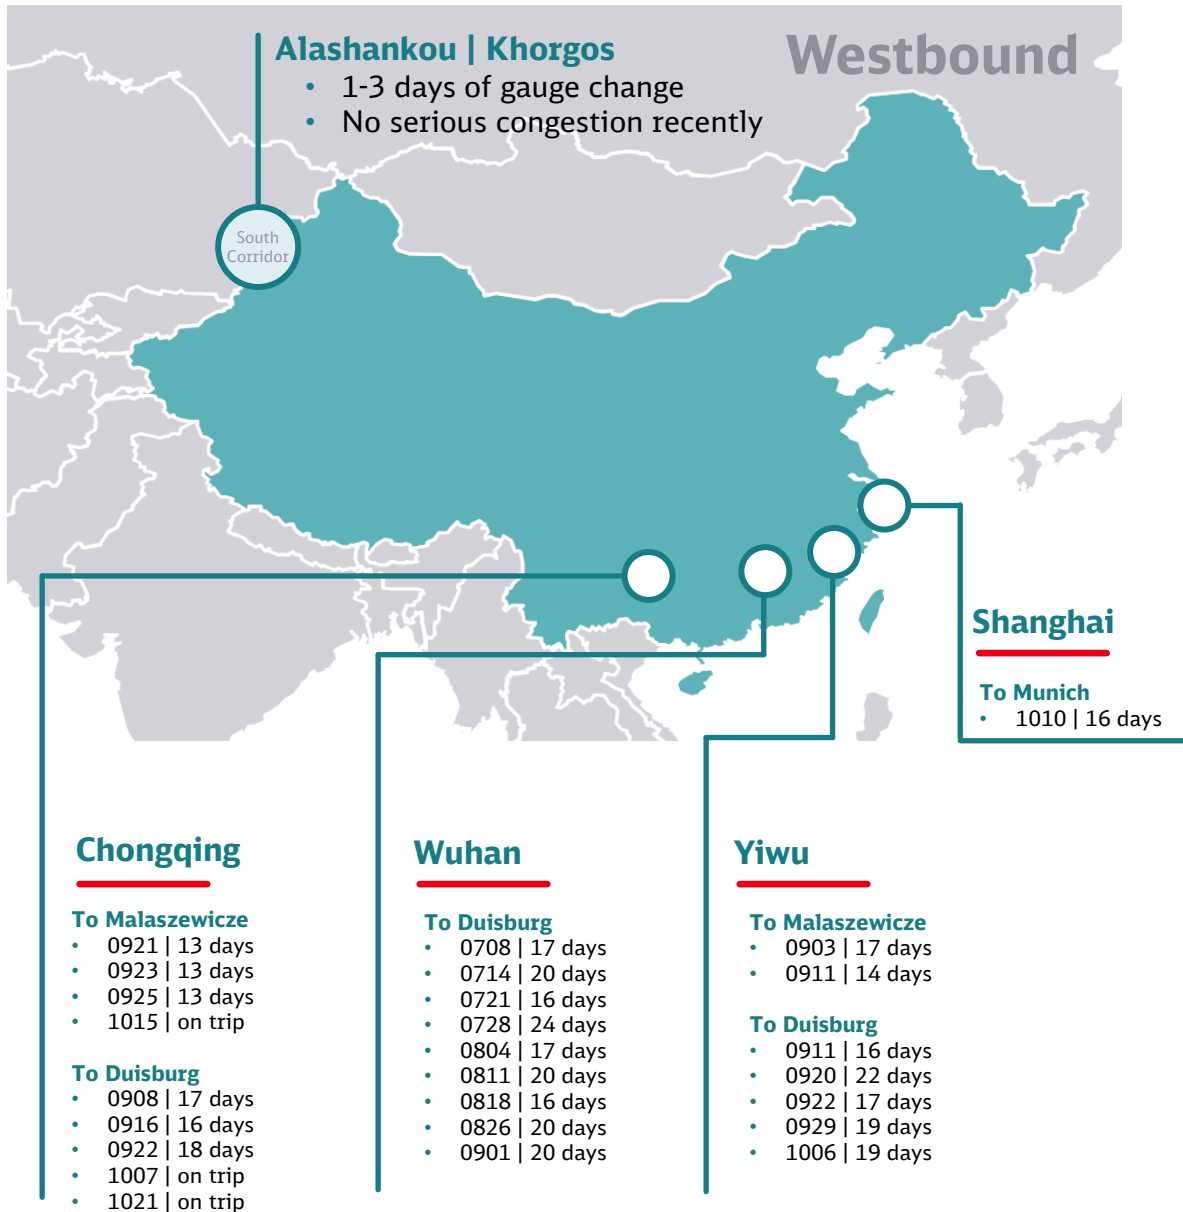 Westbound
Alashankou | Khorgos
• 1-3 days of gauge change
• No serious congestion recently
South
Corridor
Shanghai
To Munich
• 1010 | 16 days
Chongqing
To Malaszewicze
• 0921 | 13 days
• 0923 | 13 days
• 0925 | 13 days
• 1015 | on trip
To Duisburg
• 0908 | 17 days
• 0916 | 16 days
• 0922 | 18 days
• 1007 | on trip
• 1021 | on trip
Wuhan
To Duisburg
• 0708 | 17 days
• 0714 | 20 days
• 0721 | 16 days
• 0728 | 24 days
• 0804 | 17 days
• 0811 | 20 days
• 0818 | 16 days
• 0826 | 20 days
• 0901 | 20 days
Yiwu
To Malaszewicze
• 0903 | 17 days
• 0911 | 14 days
To Duisburg
• 0911 | 16 days
• 0920 | 22 days
• 0922 | 17 days
• 0929 | 19 days
• 1006 | 19 days